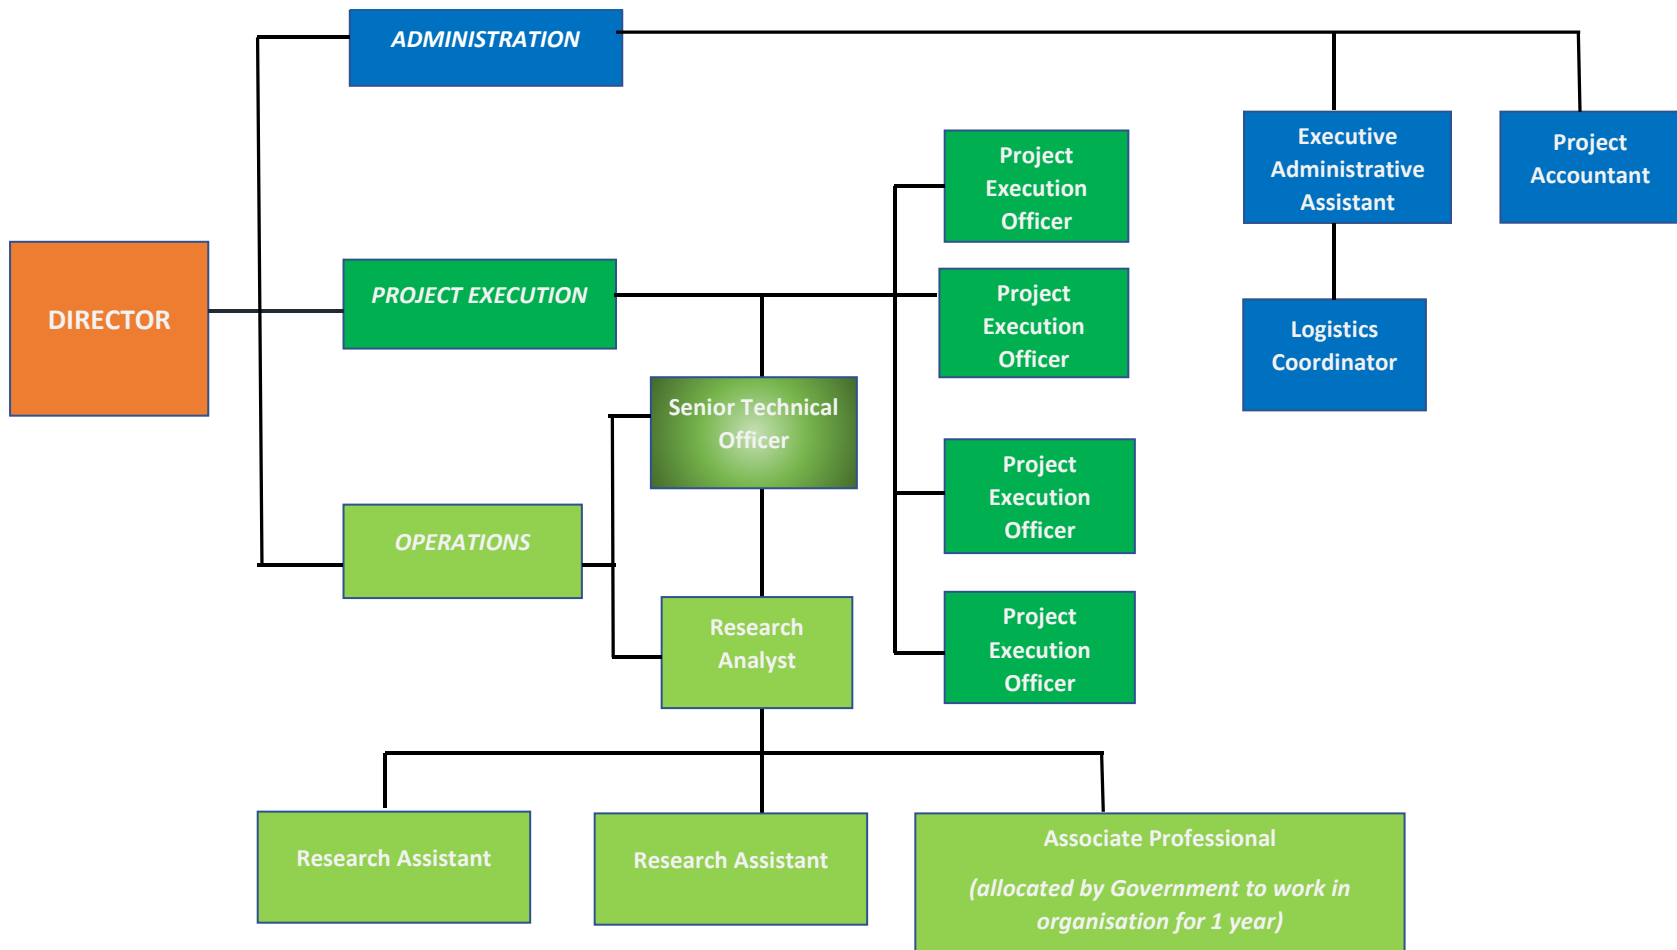 ADMINISTRATION
Executive
Administrative
Assistant
Project
Accountant
Project
Execution
Officer
DIRECTOR
PROJECT EXECUTION
Project
Execution
Officer
Logistics
Coordinator
Senior Technical
Officer
Project
Execution
Officer
OPERATIONS
Research
Analyst
Project
Execution
Officer
Research Assistant
Research Assistant
Associate Professional
(allocated by Government to work in
organisation for 1 year)